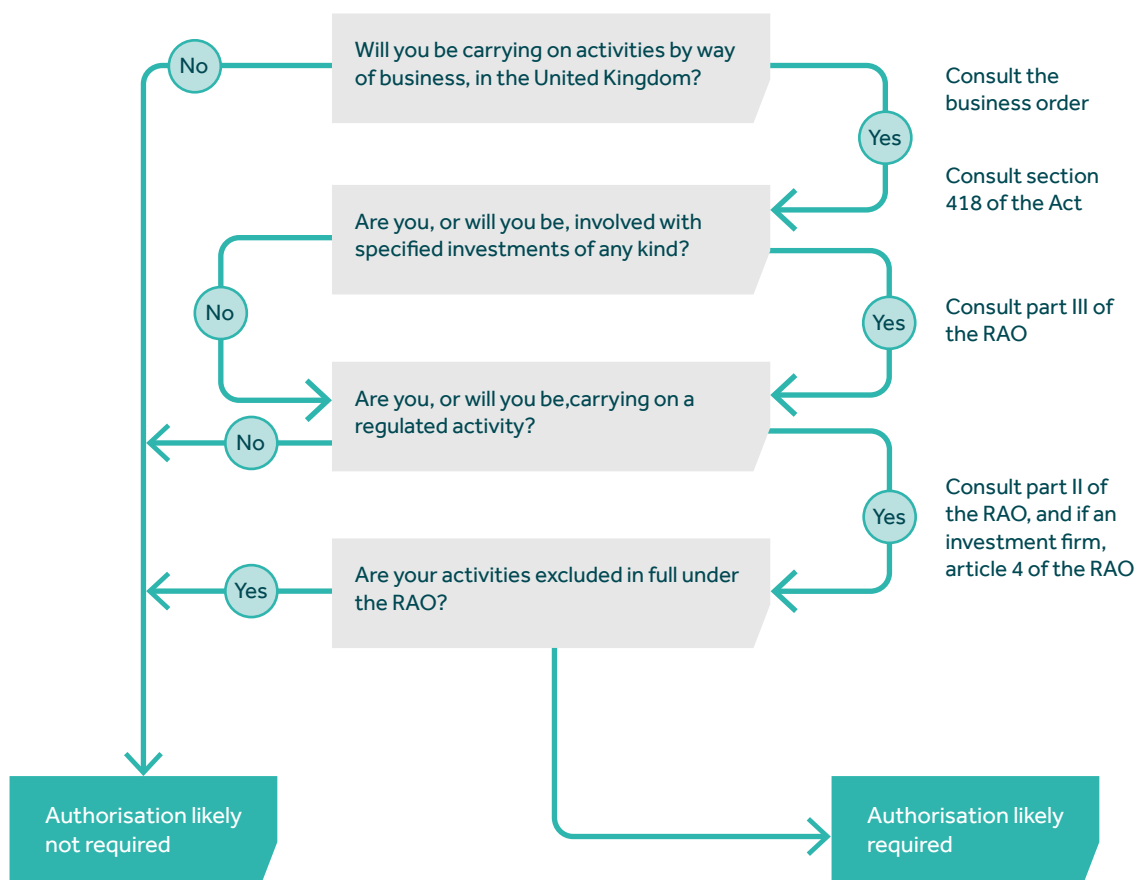 Will you be carrying on activities by way
of business, in the United Kingdom?
No
Yes
Consult the
business order
Consult section
418 of the Act
Are you, or will you be, involved with
specified investments of any kind?
No
Yes
Consult part III of
the RAO
Are you, or will you be,carrying on a
regulated activity?
No
Yes
Consult part II of
the RAO, and if an
investment firm,
article 4 of the RAO
Are your activities excluded in full under
the RAO?
Yes
Authorisation likely
not required
Authorisation likely
required